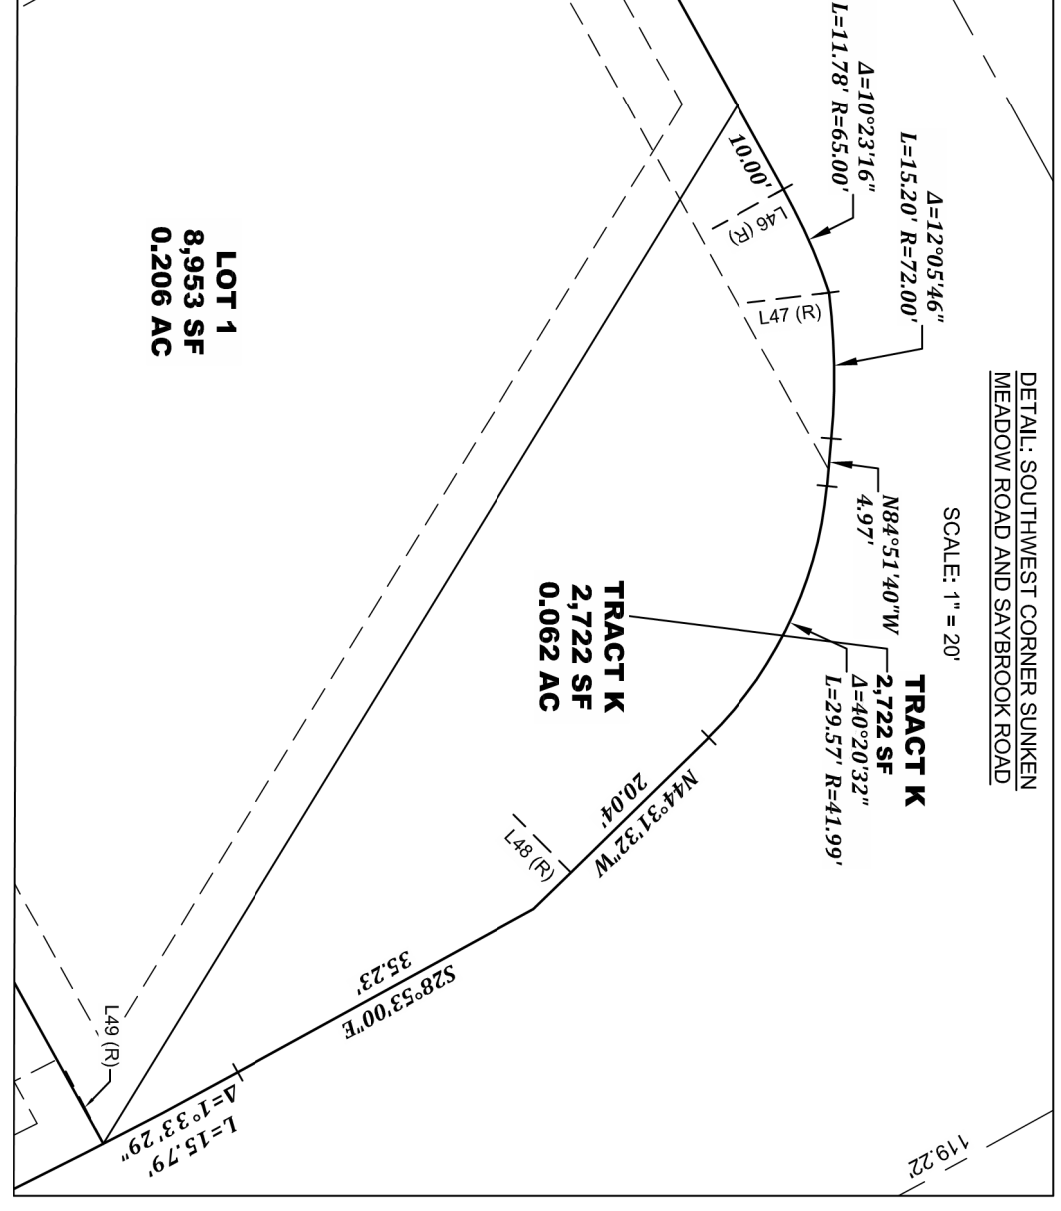 DETAIL: SOUTHWEST CORNER SUNKEN
MEADOW ROAD AND SAYBROOK ROAD
SCALE: 1" = 20'
Δ=12°05'46"
L=15.20' R=72.00'
Δ=10°23'16"
L=11.78' R=65.00'
10.00'
L46 (R)
L47 (R)
N84°51'40"W
4.97'
TRACT K
2,722 SF
Δ=40°20'32"
L=29.57' R=41.99'
TRACT K
2,722 SF
0.062 AC
LOT 1
8,953 SF
0.206 AC
N44°31'32"W
20.04'
L48 (R)
S28°53'00"E
35.23'
L49 (R)
Δ=1°33'29"
L=15.79'
119.22'